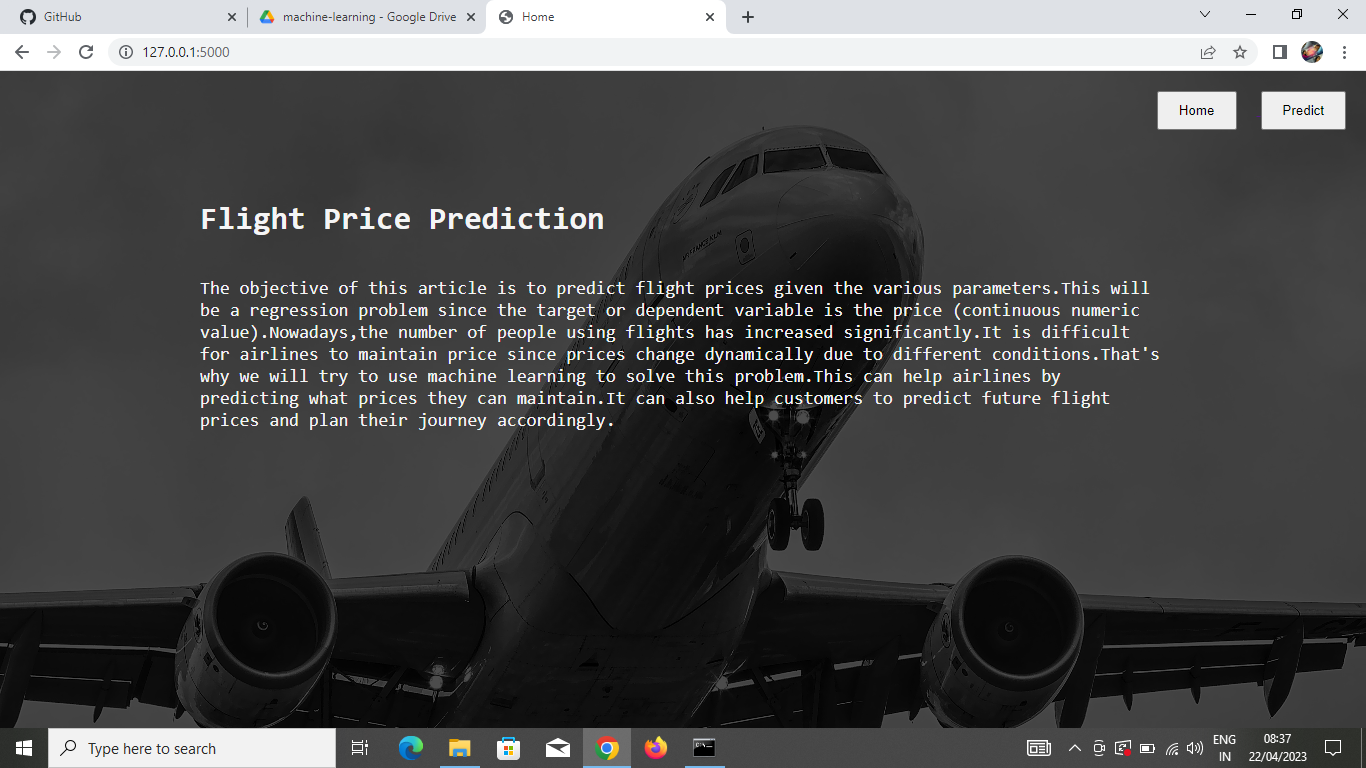 GitHub
machine-learning - Google Drive
Home
127.0.0.1:5000
Home
Predict
Flight Price Prediction
The objective of this article is to predict flight prices given the various parameters.This will
be a regression problem since the target or dependent variable is the price (continuous numeric
value).Nowadays,the number of people using flights has increased significantly.It is difficult
for airlines to maintain price since prices change dynamically due to different conditions.That's
why we will try to use machine learning to solve this problem.This can help airlines by
predicting what prices they can maintain.It can also help customers to predict future flight
prices and plan their journey accordingly.
Type here to search
ENG
IN
08:37
22/04/2023